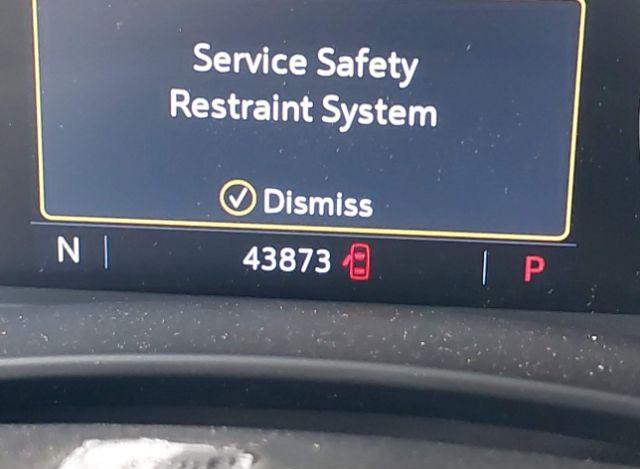 Service Safety
Restraint System
Dismiss
N 43873 P